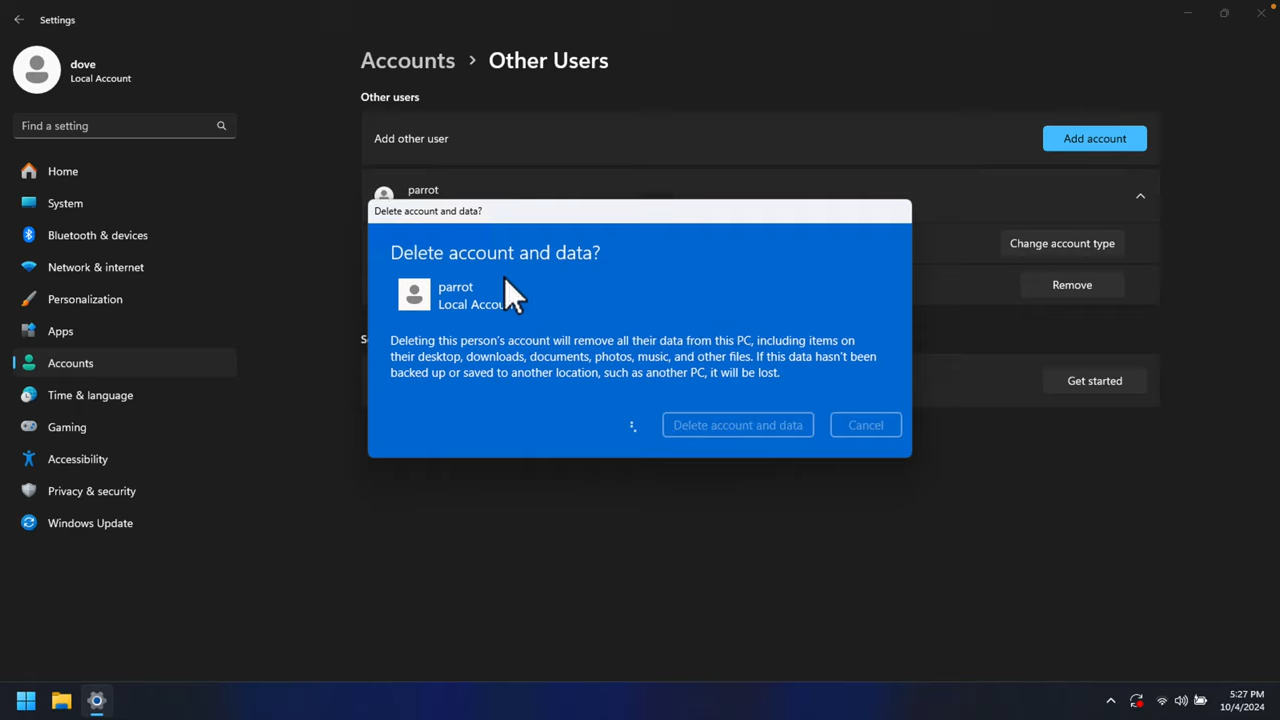 Settings
dove
Local Account
Find a setting
Home
System
Bluetooth & devices
Network & internet
Personalization
Apps
Accounts
Time & language
Gaming
Accessibility
Privacy & security
Windows Update
Accounts > Other Users
Other users
Add other user
Add account
parrot
Change account type
Remove
Get started
Delete account and data?
Delete account and data?
parrot
Local
Deleting this person's account will remove all their data from this PC, including items on
their desktop, downloads, documents, photos, music, and other files. If this data hasn't been
backed up or saved to another location, such as another PC, it will be lost.
Delete account and data
Cancel
5:27 PM
10/4/2024